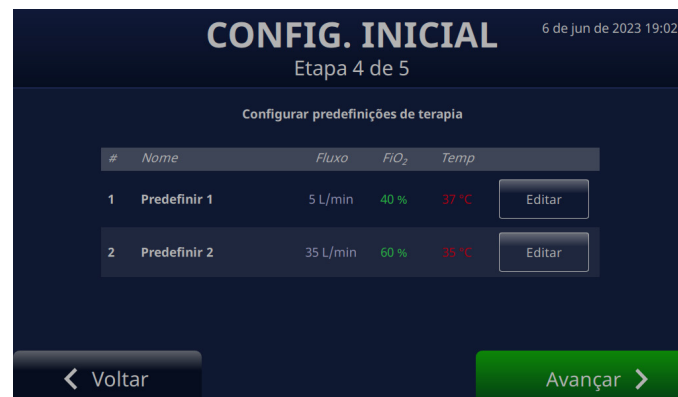 CONFIG. INICIAL
6 de jun de 2023 19:02
Etapa 4 de 5
Configurar predefinições de terapia
# Nome Fluxo FiO₂ Temp
1 Predefinir 1 5 L/min 40 % 37 °C Editar
2 Predefinir 2 35 L/min 60 % 35 °C Editar
Voltar Avançar